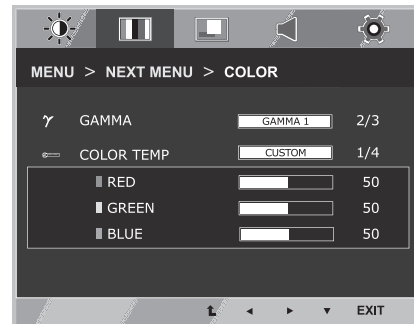 MENU > NEXT MENU > COLOR
γ GAMMA GAMMA 1 2/3
COLOR TEMP CUSTOM 1/4
RED 50
GREEN 50
BLUE 50
EXIT